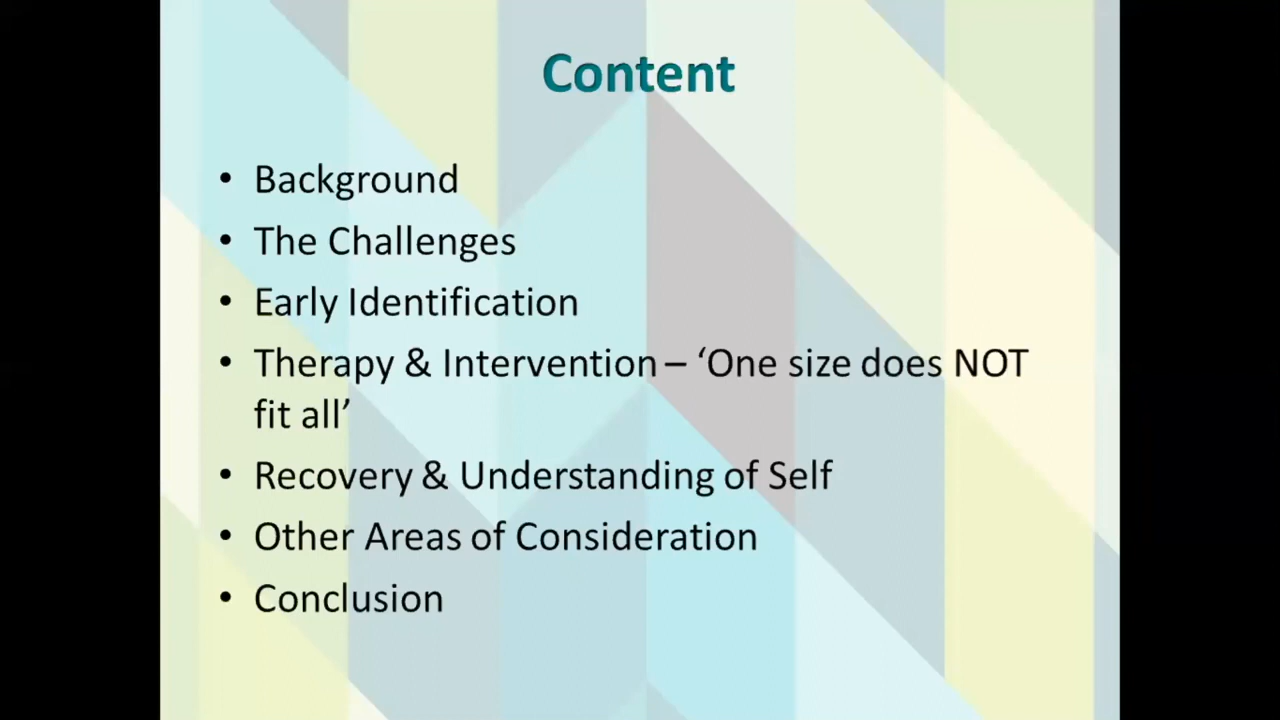 Content
• Background
• The Challenges
• Early Identification
• Therapy & Intervention – ‘One size does NOT
fit all’
• Recovery & Understanding of Self
• Other Areas of Consideration
• Conclusion